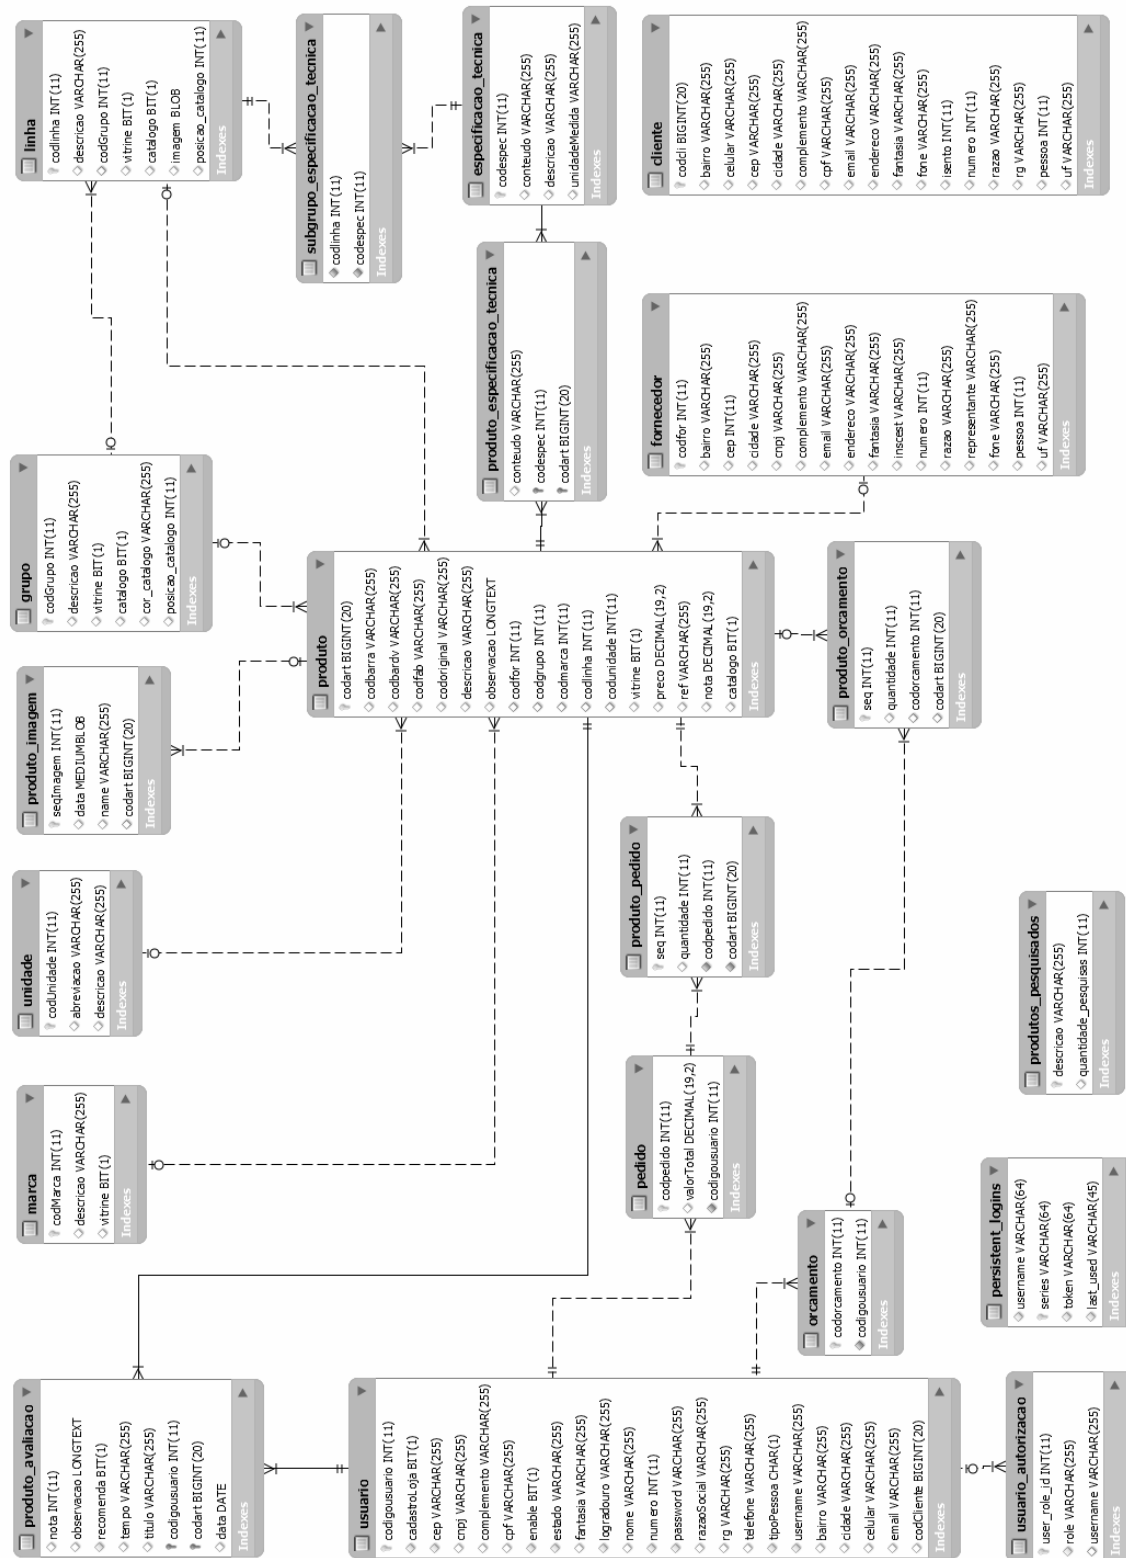 linha
codlinha INT(11)
descricao VARCHAR(255)
codGrupo INT(11)
vitrine BIT(1)
catalogo BIT(1)
imagem BLOB
posicao_catalogo INT(11)
Indexes
subgrupo_especificacao_tecnica
codlinha INT(11)
codespec INT(11)
Indexes
especificacao_tecnica
codespec INT(11)
conteudo VARCHAR(255)
descricao VARCHAR(255)
unidadeMedida VARCHAR(255)
Indexes
cliente
codcli BIGINT(20)
bairro VARCHAR(255)
celular VARCHAR(255)
cep VARCHAR(255)
cidade VARCHAR(255)
complemento VARCHAR(255)
cpf VARCHAR(255)
email VARCHAR(255)
endereco VARCHAR(255)
fantasia VARCHAR(255)
fone VARCHAR(255)
isento INT(11)
numero INT(11)
razao VARCHAR(255)
rg VARCHAR(255)
pessoa INT(11)
uf VARCHAR(255)
Indexes
grupo
codGrupo INT(11)
descricao VARCHAR(255)
vitrine BIT(1)
catalogo BIT(1)
cor_catalogo VARCHAR(255)
posicao_catalogo INT(11)
Indexes
produto_especificacao_tecnica
conteudo VARCHAR(255)
codespec INT(11)
codart BIGINT(20)
Indexes
fornecedor
codfor INT(11)
bairro VARCHAR(255)
cep INT(11)
cidade VARCHAR(255)
cnpj VARCHAR(255)
complemento VARCHAR(255)
email VARCHAR(255)
endereco VARCHAR(255)
fantasia VARCHAR(255)
inscest VARCHAR(255)
numero INT(11)
razao VARCHAR(255)
representante VARCHAR(255)
fone VARCHAR(255)
pessoa INT(11)
uf VARCHAR(255)
Indexes
produto_imagem
seqImagem INT(11)
data MEDIUMBLOB
name VARCHAR(255)
codart BIGINT(20)
Indexes
produto
codart BIGINT(20)
codbarra VARCHAR(255)
codbardv VARCHAR(255)
codfab VARCHAR(255)
codoriginal VARCHAR(255)
descricao VARCHAR(255)
observacao LONGTEXT
codfor INT(11)
codgrupo INT(11)
codmarca INT(11)
codlinha INT(11)
codunidade INT(11)
vitrine BIT(1)
preco DECIMAL(19,2)
ref VARCHAR(255)
nota DECIMAL(19,2)
catalogo BIT(1)
Indexes
produto_orcamento
seq INT(11)
quantidade INT(11)
codorcamento INT(11)
codart BIGINT(20)
Indexes
unidade
codUnidade INT(11)
abreviacao VARCHAR(255)
descricao VARCHAR(255)
Indexes
produto_pedido
seq INT(11)
quantidade INT(11)
codpedido INT(11)
codart BIGINT(20)
Indexes
produtos_pesquisados
descricao VARCHAR(255)
quantidade_pesquisas INT(11)
Indexes
marca
codMarca INT(11)
descricao VARCHAR(255)
vitrine BIT(1)
Indexes
pedido
codpedido INT(11)
valorTotal DECIMAL(19,2)
codigousuario INT(11)
Indexes
orcamento
codorcamento INT(11)
codigousuario INT(11)
Indexes
persistent_logins
username VARCHAR(64)
series VARCHAR(64)
token VARCHAR(64)
last_used VARCHAR(45)
Indexes
produto_avaliacao
nota INT(11)
observacao LONGTEXT
recomenda BIT(1)
tempo VARCHAR(255)
titulo VARCHAR(255)
codigousuario INT(11)
codart BIGINT(20)
data DATE
Indexes
usuario
codigousuario INT(11)
cadastroLoja BIT(1)
cep VARCHAR(255)
cnpj VARCHAR(255)
complemento VARCHAR(255)
cpf VARCHAR(255)
enable BIT(1)
estado VARCHAR(255)
fantasia VARCHAR(255)
logradouro VARCHAR(255)
nome VARCHAR(255)
numero INT(11)
password VARCHAR(255)
razaoSocial VARCHAR(255)
rg VARCHAR(255)
telefone VARCHAR(255)
tipoPessoa CHAR(1)
username VARCHAR(255)
bairro VARCHAR(255)
cidade VARCHAR(255)
celular VARCHAR(255)
email VARCHAR(255)
codCliente BIGINT(20)
Indexes
usuario_autorizacao
user_role_id INT(11)
role VARCHAR(255)
username VARCHAR(255)
Indexes